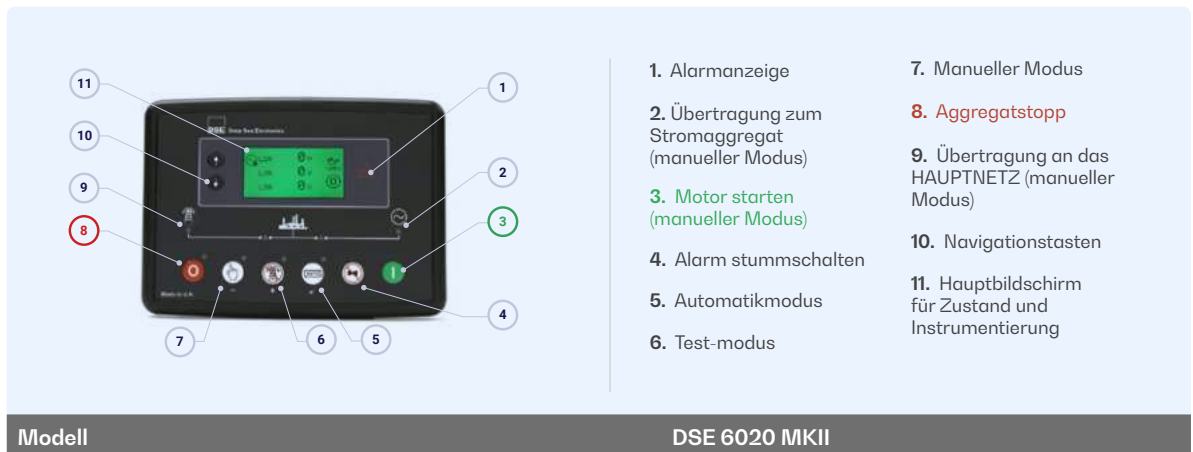 11
10
9
8
7
6
5
4
3
2
1
DSE Deep Sea Electronics
Made in U.K.
1. Alarmanzeige
2. Übertragung zum
Stromaggregat
(manueller Modus)
3. Motor starten
(manueller Modus)
4. Alarm stummschalten
5. Automatikmodus
6. Test-modus
7. Manueller Modus
8. Aggregatstopp
9. Übertragung an das
HAUPTNETZ (manueller
Modus)
10. Navigationstasten
11. Hauptbildschirm
für Zustand und
Instrumentierung
Modell DSE 6020 MKII